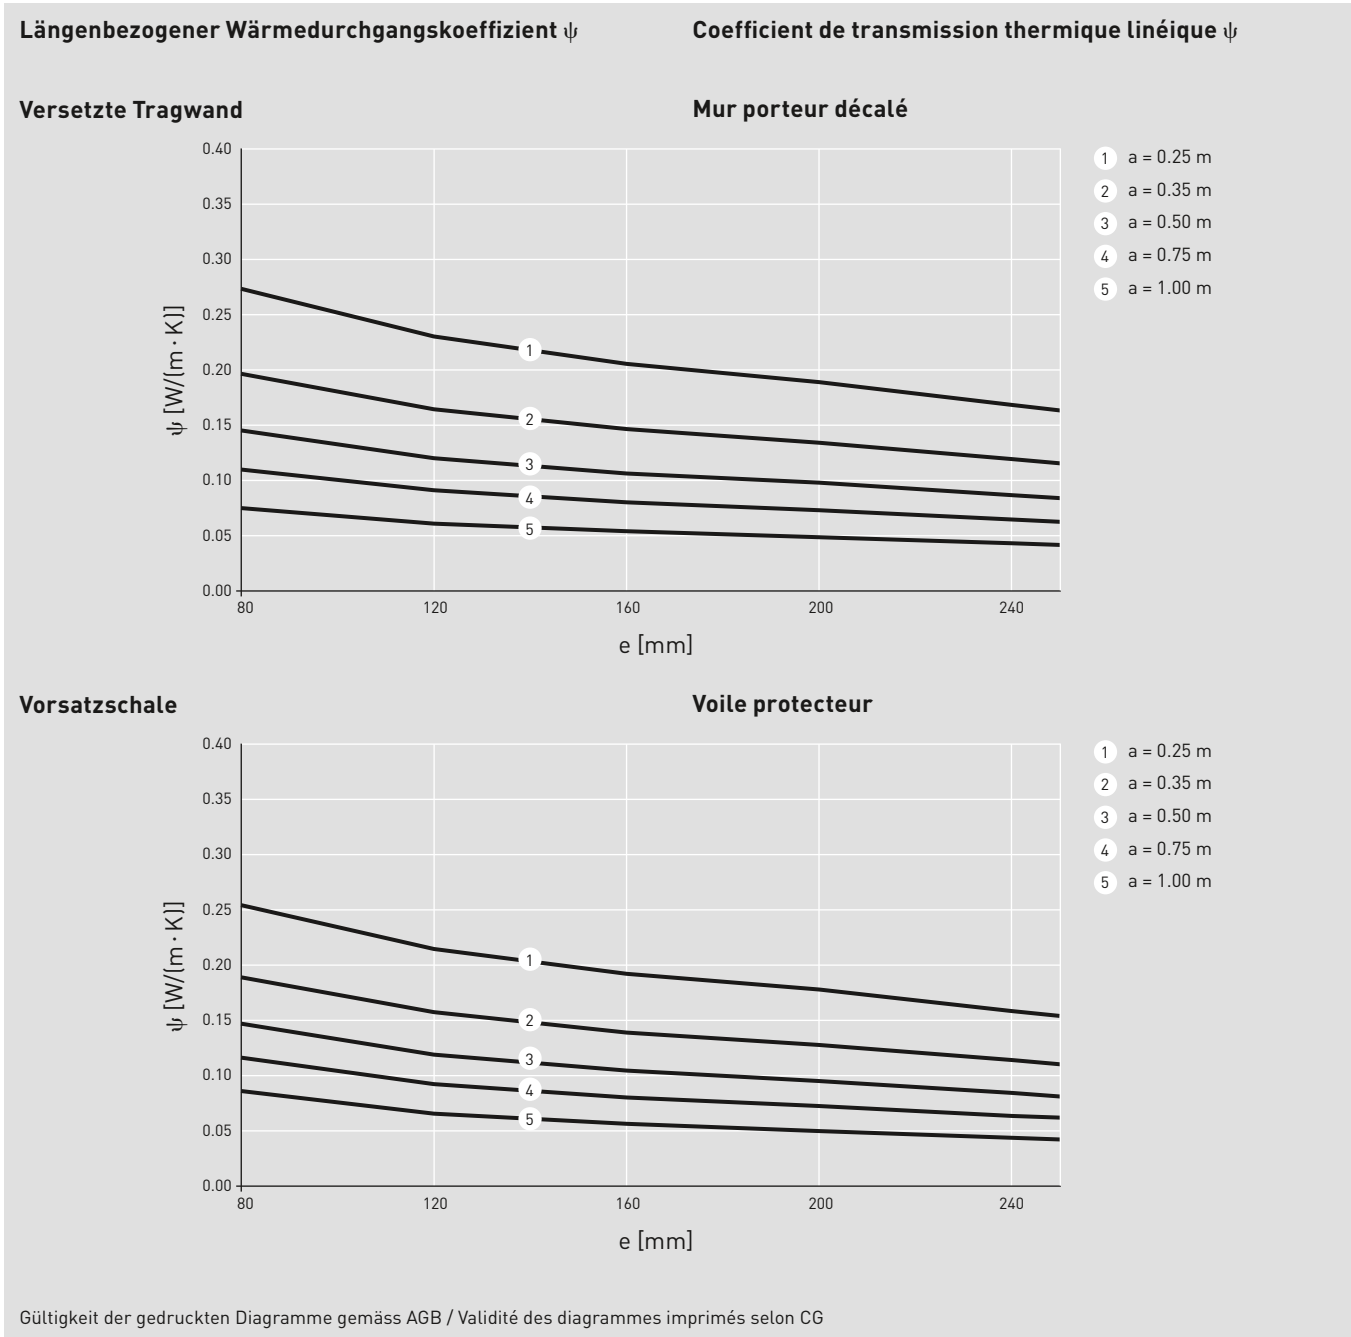 Längenbezogener Wärmedurchgangskoeffizient ψ
Coefficient de transmission thermique linéique ψ
Versetzte Tragwand
Mur porteur décalé
0.40
0.35
0.30
0.25
0.20
0.15
0.10
0.05
0.00
ψ [W/(m · K)]
1
2
3
4
5
80
120
160
200
240
e [mm]
1 a = 0.25 m
2 a = 0.35 m
3 a = 0.50 m
4 a = 0.75 m
5 a = 1.00 m
Vorsatzschale
Voile protecteur
0.40
0.35
0.30
0.25
0.20
0.15
0.10
0.05
0.00
ψ [W/(m · K)]
1
2
3
4
5
80
120
160
200
240
e [mm]
1 a = 0.25 m
2 a = 0.35 m
3 a = 0.50 m
4 a = 0.75 m
5 a = 1.00 m
Gültigkeit der gedruckten Diagramme gemäss AGB / Validité des diagrammes imprimés selon CG